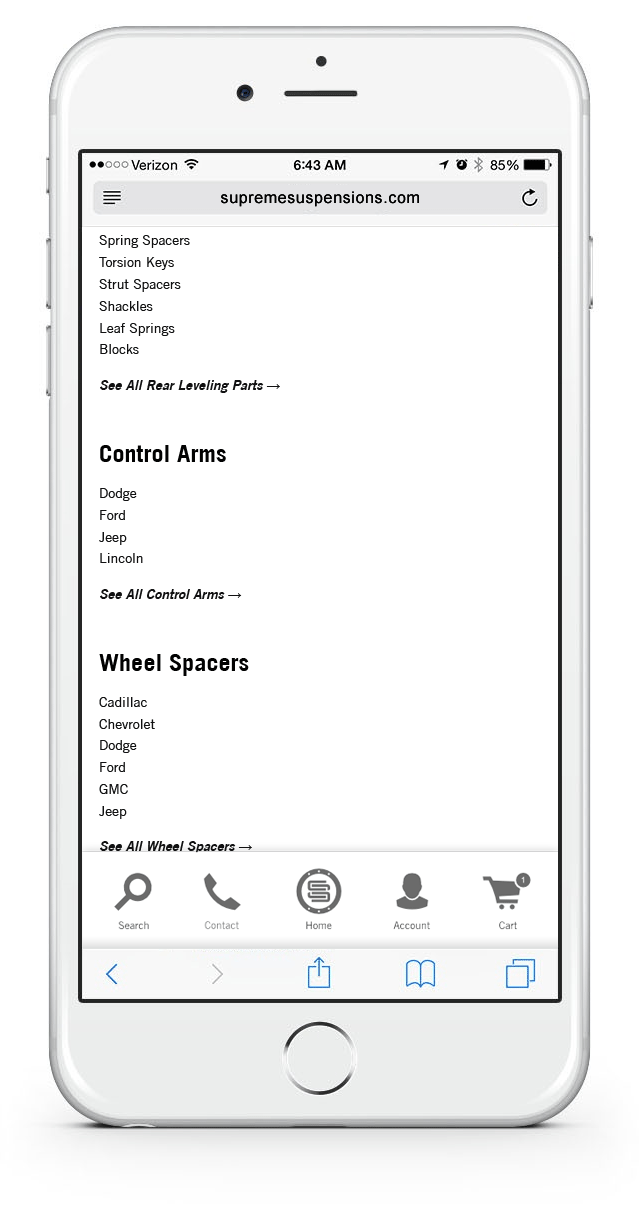 Verizon 6:43 AM 85%
supremesuspensions.com
Spring Spacers
Torsion Keys
Strut Spacers
Shackles
Leaf Springs
Blocks
See All Rear Leveling Parts →
Control Arms
Dodge
Ford
Jeep
Lincoln
See All Control Arms →
Wheel Spacers
Cadillac
Chevrolet
Dodge
Ford
GMC
Jeep
See All Wheel Spacers →
1
Search Contact Home Account Cart